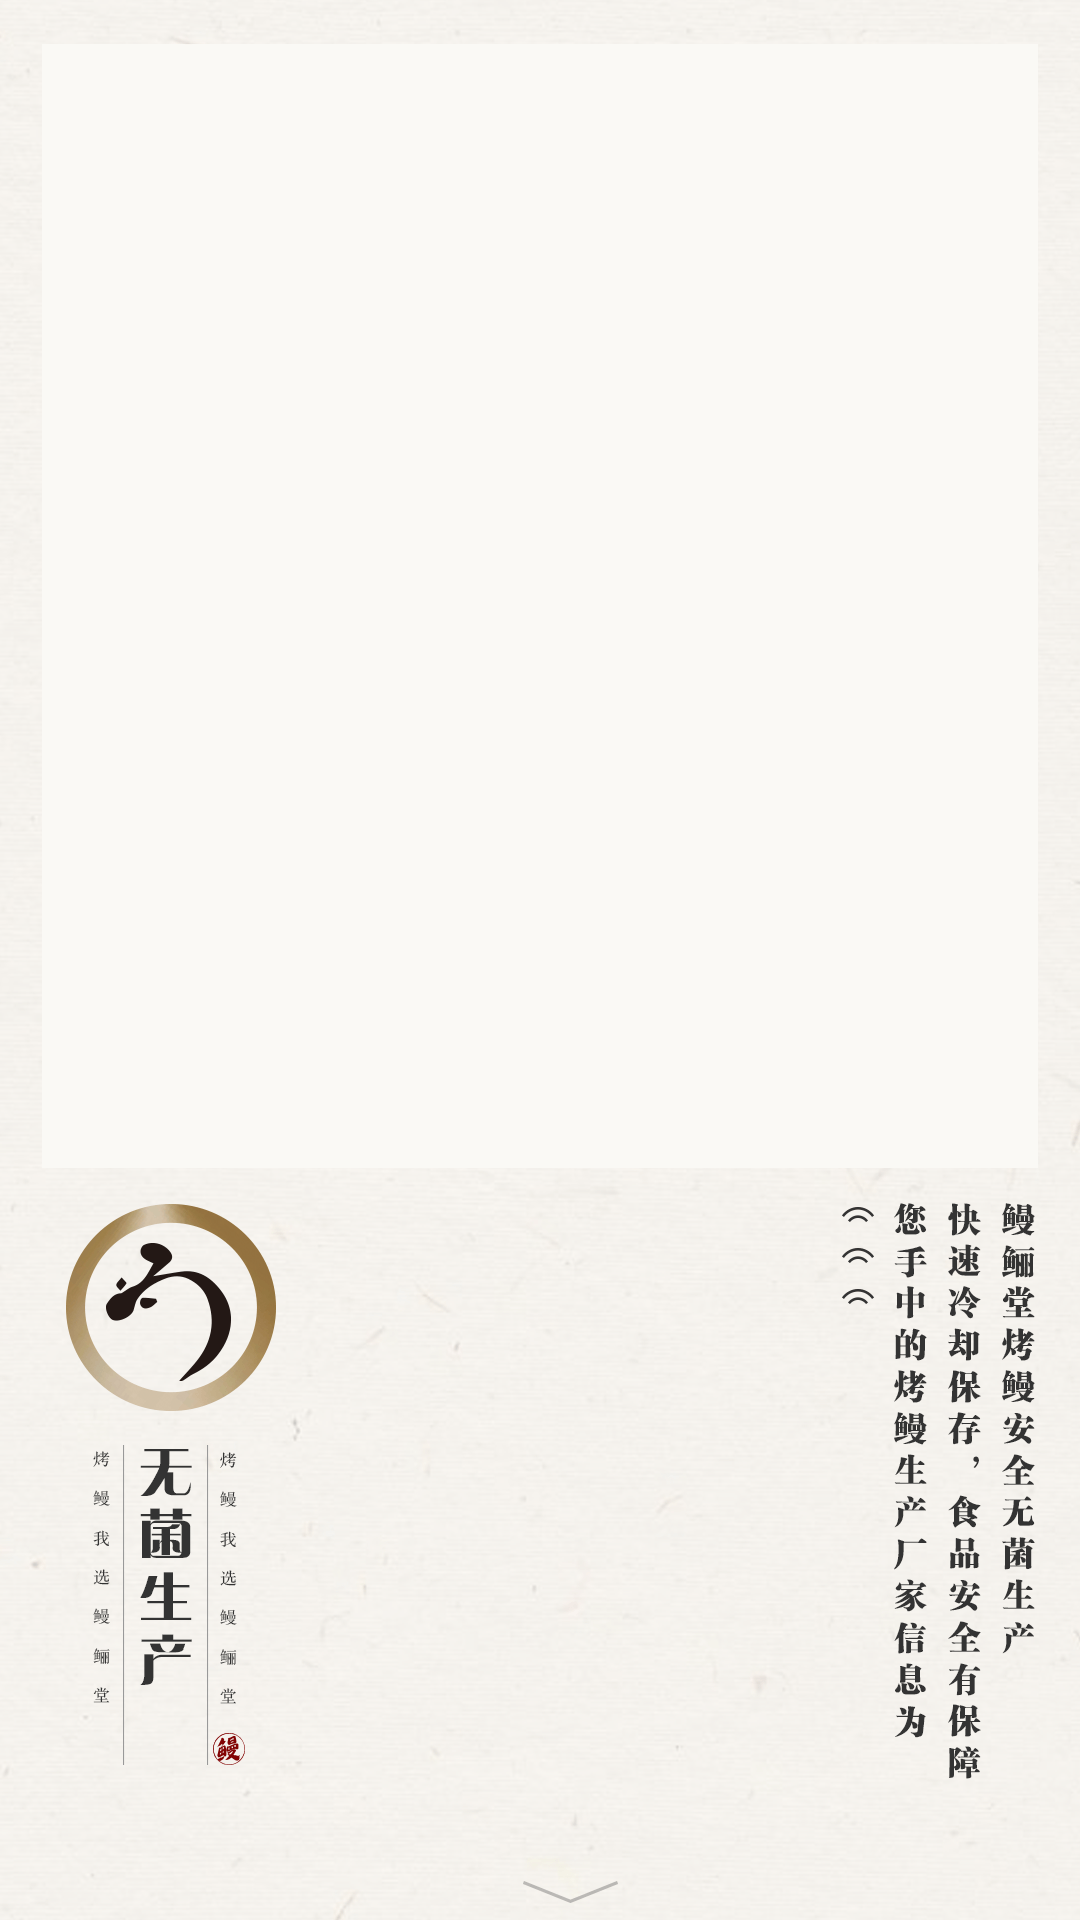 鳗鲡堂烤鳗安全无菌生产
快速冷却保存，食品安全有保障
您手中的烤鳗生产厂家信息为
烤鳗我选鳗鲡堂
鳗
无菌生产
烤鳗我选鳗鲡堂